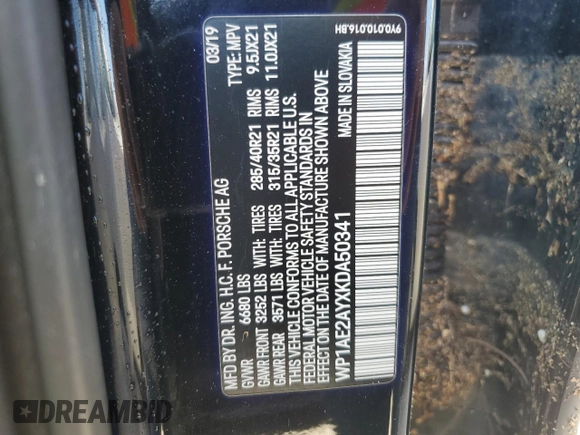 MFD BY DR. ING. H.C. F. PORSCHE AG 03/19
GVWR 6680 LBS TYPE: MPV
GAWR FRONT 3252 LBS WITH: TIRES 285/40R21 RIMS 9.5JX21
GAWR REAR 3571 LBS WITH: TIRES 315/35R21 RIMS 11.0JX21
THIS VEHICLE CONFORMS TO ALL APPLICABLE U.S.
FEDERAL MOTOR VEHICLE SAFETY STANDARDS IN
EFFECT ON THE DATE OF MANUFACTURE SHOWN ABOVE
WP1AE2AYXKDA50341 MADE IN SLOVAKIA
9Y0.010.016.BH
DREAMBID